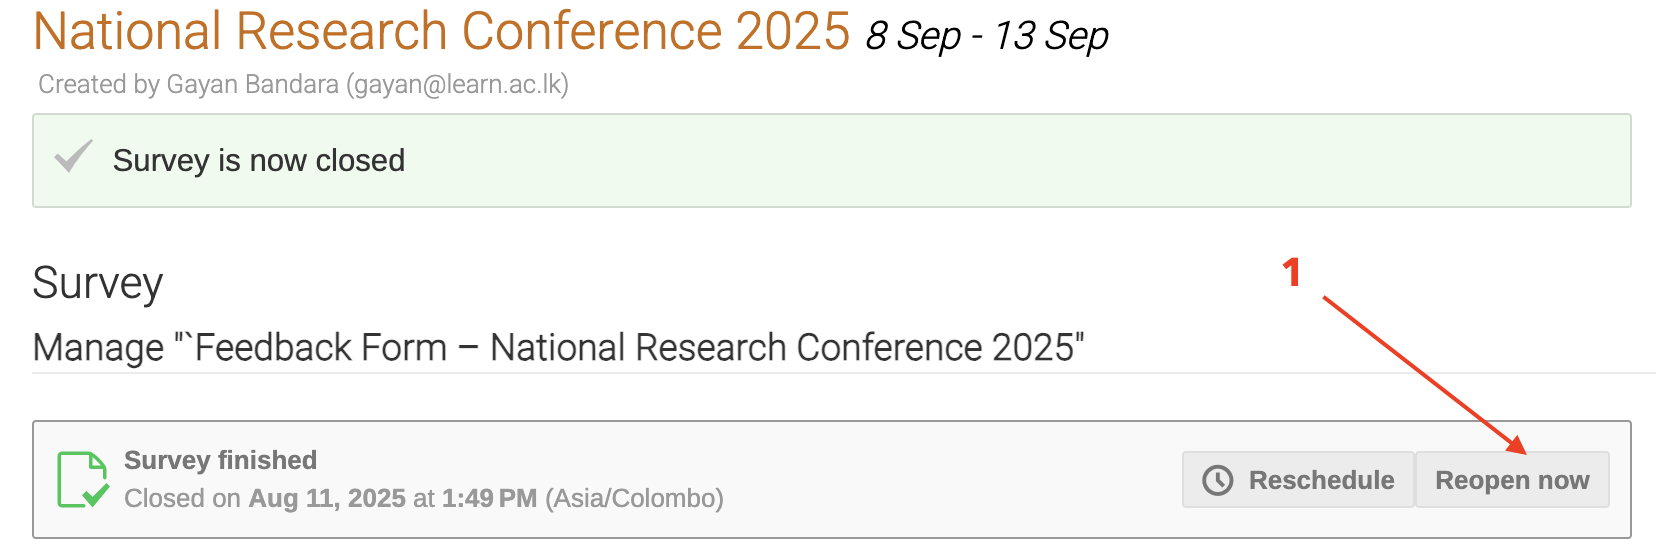 National Research Conference 2025 8 Sep - 13 Sep
Created by Gayan Bandara (gayan@learn.ac.lk)
Survey is now closed
Survey
1
Manage "`Feedback Form – National Research Conference 2025"
Survey finished
Closed on Aug 11, 2025 at 1:49 PM (Asia/Colombo)
Reschedule
Reopen now